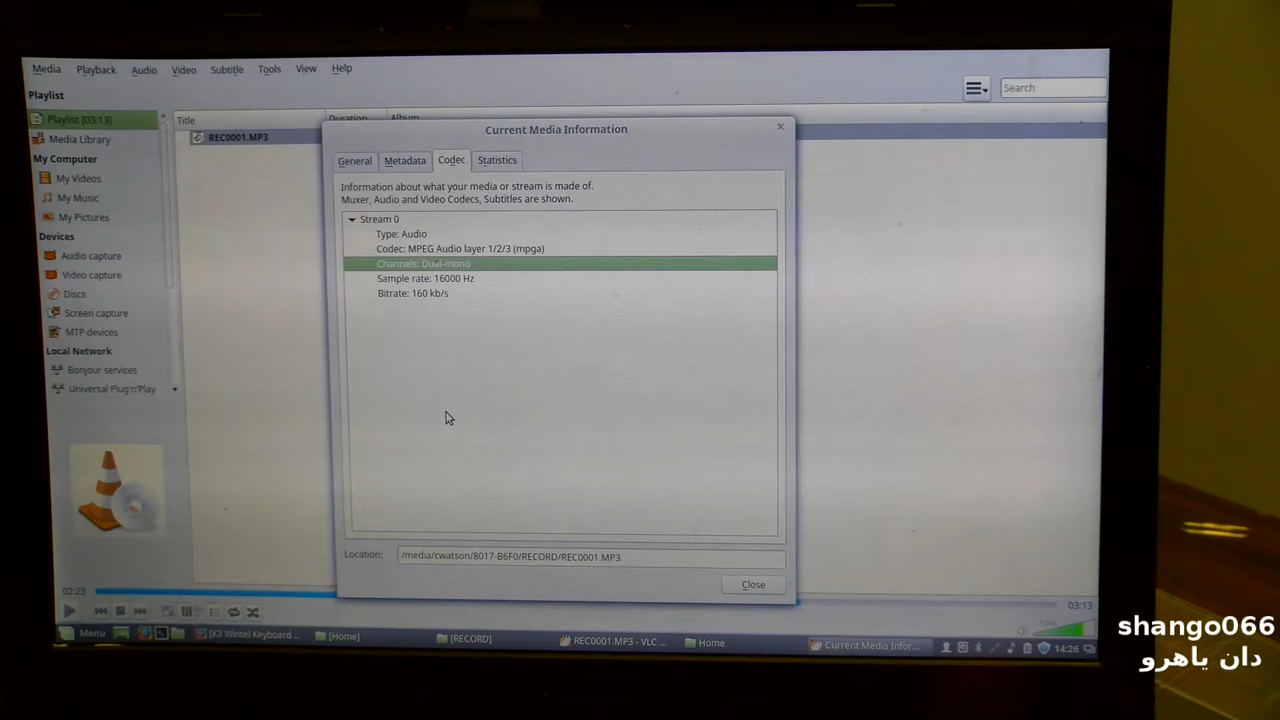 Media Playback Audio Video Subtitle Tools View Help
Playlist
Search
Playlist [03:13]
Media Library
My Computer
My Videos
My Music
My Pictures
Devices
Audio capture
Video capture
Discs
Screen capture
MTP devices
Local Network
Bonjour services
Universal Plug'n'Play
Title Duration Album
REC0001.MP3
Current Media Information
General Metadata Codec Statistics
Information about what your media or stream is made of.
Muxer, Audio and Video Codecs, Subtitles are shown.
Stream 0
Type: Audio
Codec: MPEG Audio layer 1/2/3 (mpga)
Channels: Dual-mono
Sample rate: 16000 Hz
Bitrate: 160 kb/s
Location: /media/cwatson/8017-B6F0/RECORD/REC0001.MP3
Close
02:23 03:13
Menu [K3 Wintel Keyboard ... [Home] [RECORD] REC0001.MP3 - VLC ... Home Current Media Infor... 14:26
shango066
دان ياهرو